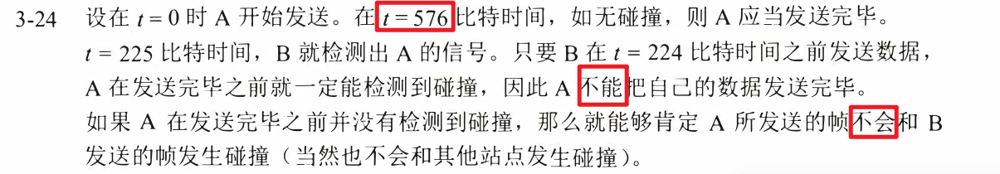 3-24 设在 t = 0 时 A 开始发送。在 t = 576 比特时间，如无碰撞，则 A 应当发送完毕。
t = 225 比特时间，B 就检测出 A 的信号。只要 B 在 t = 224 比特时间之前发送数据，
A 在发送完毕之前就一定能检测到碰撞，因此 A 不能把自己的数据发送完毕。
如果 A 在发送完毕之前并没有检测到碰撞，那么就能够肯定 A 所发送的帧不会和 B
发送的帧发生碰撞（当然也不会和其他站点发生碰撞）。